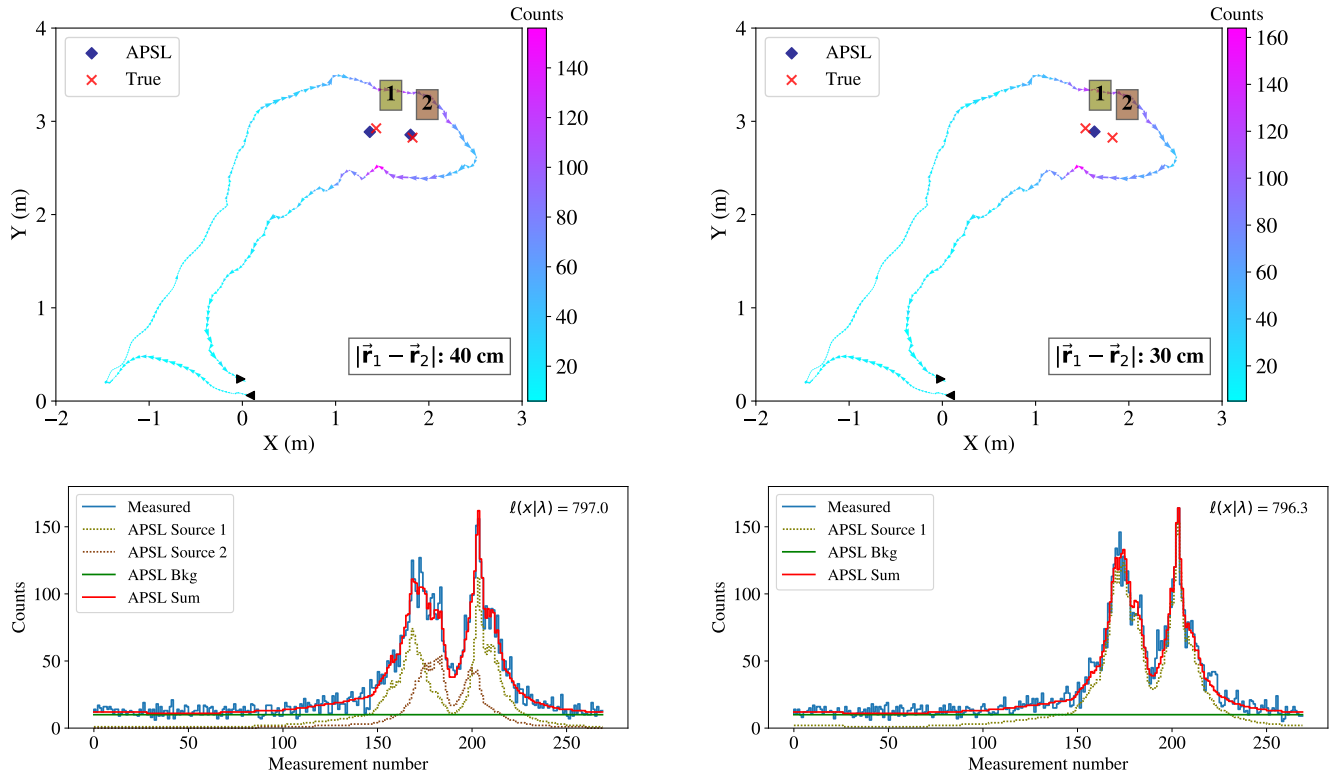 Counts
APSL
True
1
2
4
3
2
1
0
−2
−1
0
1
2
3
X (m)
Y (m)
|r⃗₁ − r⃗₂|: 40 cm
140
120
100
80
60
40
20
Counts
APSL
True
1
2
4
3
2
1
0
−2
−1
0
1
2
3
X (m)
Y (m)
|r⃗₁ − r⃗₂|: 30 cm
160
140
120
100
80
60
40
20
Measured
APSL Source 1
APSL Source 2
APSL Bkg
APSL Sum
ℓ(x|λ) = 797.0
150
100
50
0
Counts
0
50
100
150
200
250
Measurement number
Measured
APSL Source 1
APSL Bkg
APSL Sum
ℓ(x|λ) = 796.3
150
100
50
0
Counts
0
50
100
150
200
250
Measurement number